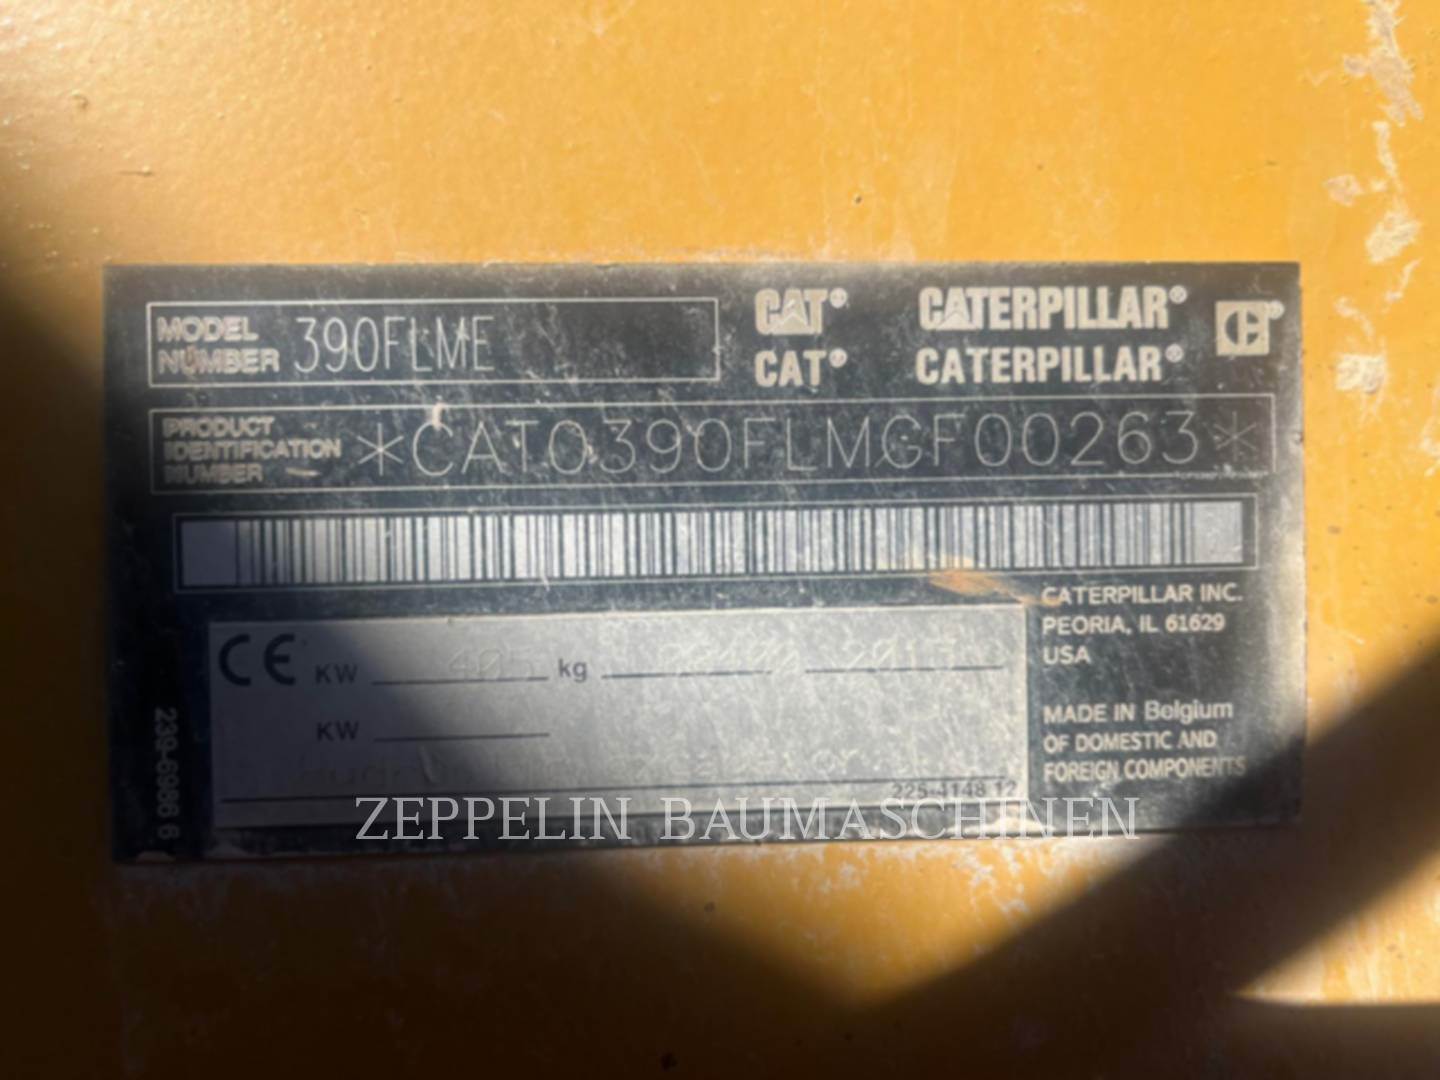 MODEL NUMBER 390FLME
CAT® CATERPILLAR®
CAT® CATERPILLAR®
PRODUCT IDENTIFICATION NUMBER *CAT0390FLMGF00263*
CATERPILLAR INC.
PEORIA, IL 61629
USA
CE KW 405 kg
KW
MADE IN Belgium
OF DOMESTIC AND
FOREIGN COMPONENTS
225-4148 12
239-6986 6
ZEPPELIN BAUMASCHINEN